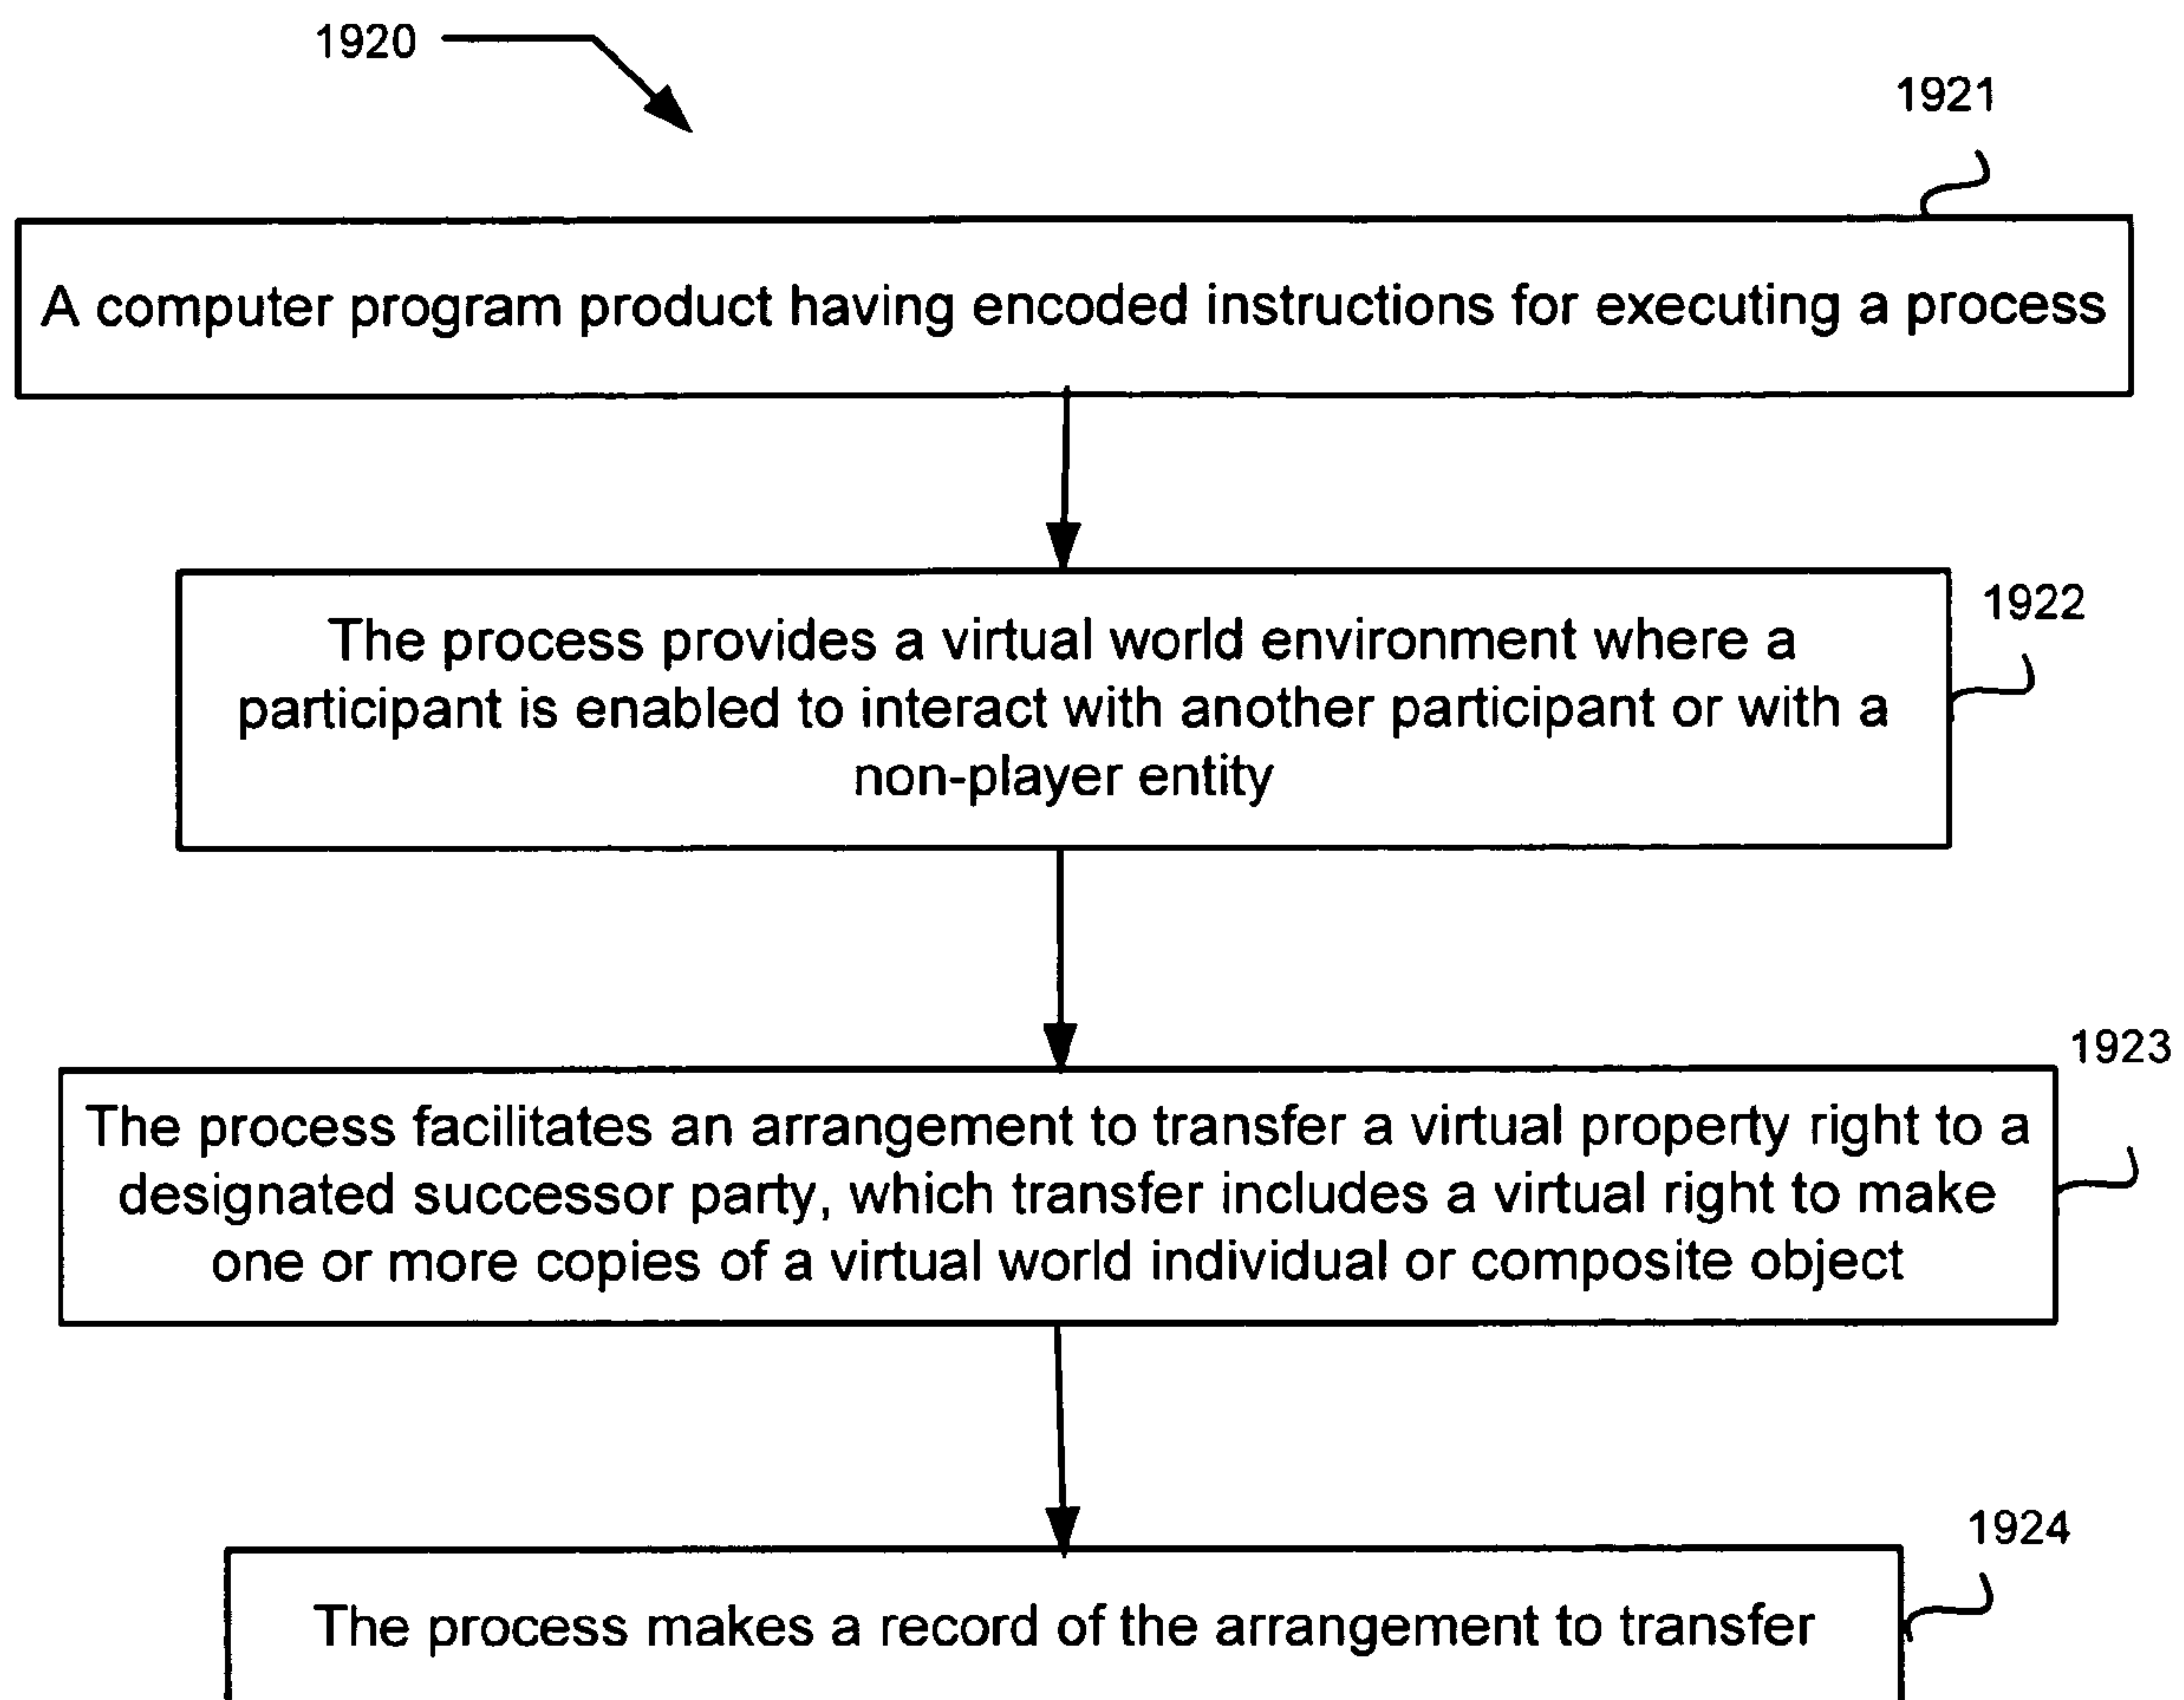 1920
1921
A computer program product having encoded instructions for executing a process
1922
The process provides a virtual world environment where a
participant is enabled to interact with another participant or with a
non-player entity
1923
The process facilitates an arrangement to transfer a virtual property right to a
designated successor party, which transfer includes a virtual right to make
one or more copies of a virtual world individual or composite object
1924
The process makes a record of the arrangement to transfer